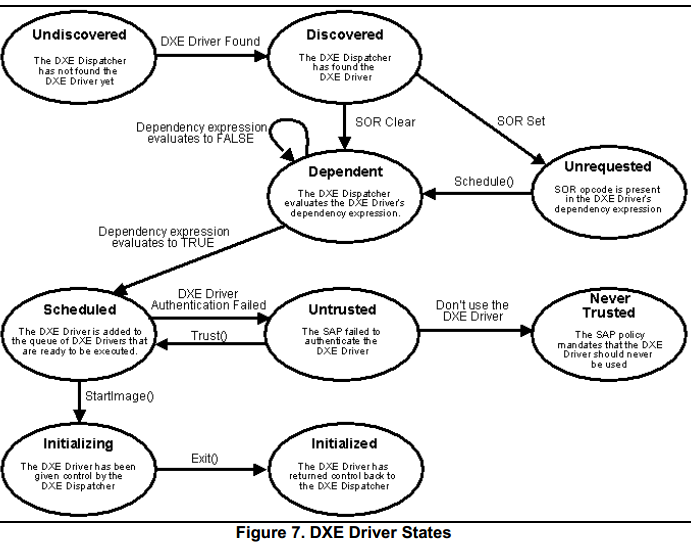 Undiscovered
The DXE Dispatcher
has not found the
DXE Driver yet
DXE Driver Found
Discovered
The DXE Dispatcher
has found the
DXE Driver
SOR Clear
SOR Set
Dependency expression
evaluates to FALSE
Dependent
The DXE Dispatcher
evaluates the DXE Driver's
dependency expression.
Schedule()
Unrequested
SOR opcode is present
in the DXE Driver's
dependency expression
Dependency expression
evaluates to TRUE
Scheduled
The DXE Driver is added to
the queue of DXE Drivers that
are ready to be executed.
DXE Driver
Authentication Failed
Trust()
Untrusted
The SAP failed to
authenticate the
DXE Driver
Don't use the
DXE Driver
Never
Trusted
The SAP policy
mandates that the DXE
Driver should never
be used
StartImage()
Initializing
The DXE Driver has been
given control by the
DXE Dispatcher
Exit()
Initialized
The DXE Driver has
returned control back to
the DXE Dispatcher
Figure 7. DXE Driver States